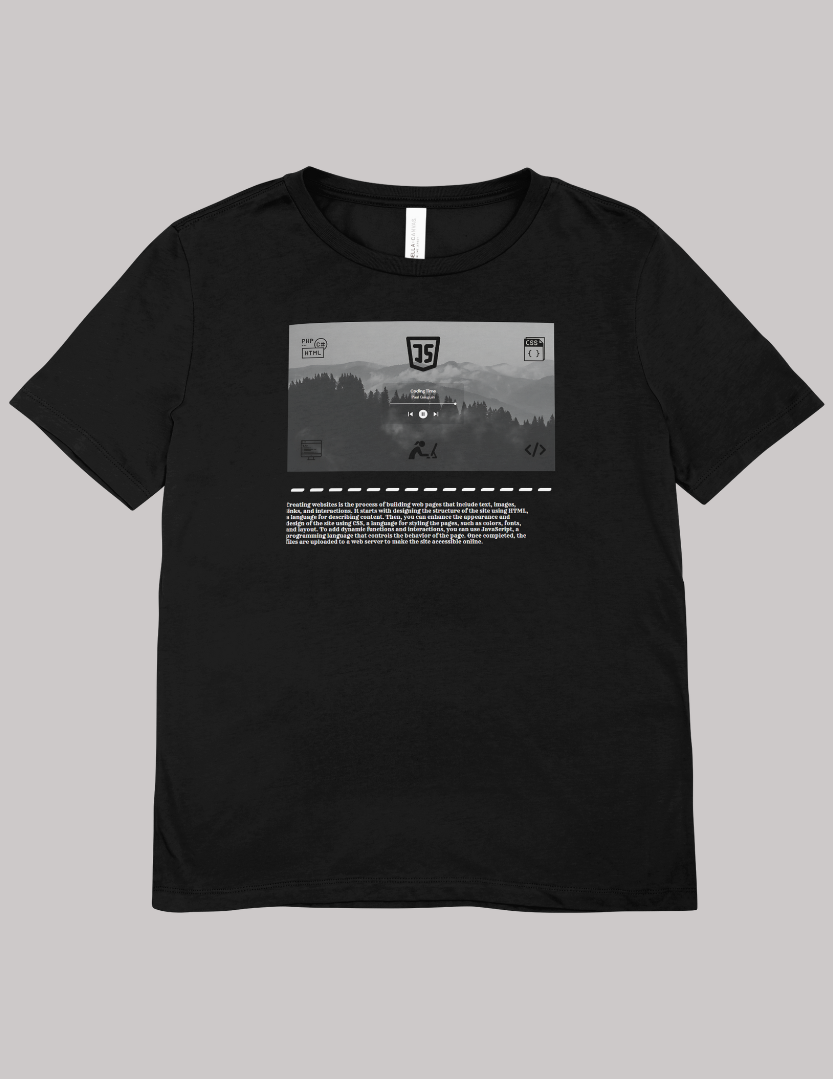 PHP
C#
HTML
JS
CSS
{ }
Coding Time
</>
Creating websites is the process of building web pages that include text, images,
links, and interactions. It starts with designing the structure of the site using HTML,
a language for describing content. Then, you can enhance the appearance and
design of the site using CSS, a language for styling the pages, such as colors, fonts,
and layout. To add dynamic functions and interactions, you can use JavaScript, a
programming language that controls the behavior of the page. Once completed, the
files are uploaded to a web server to make the site accessible online.